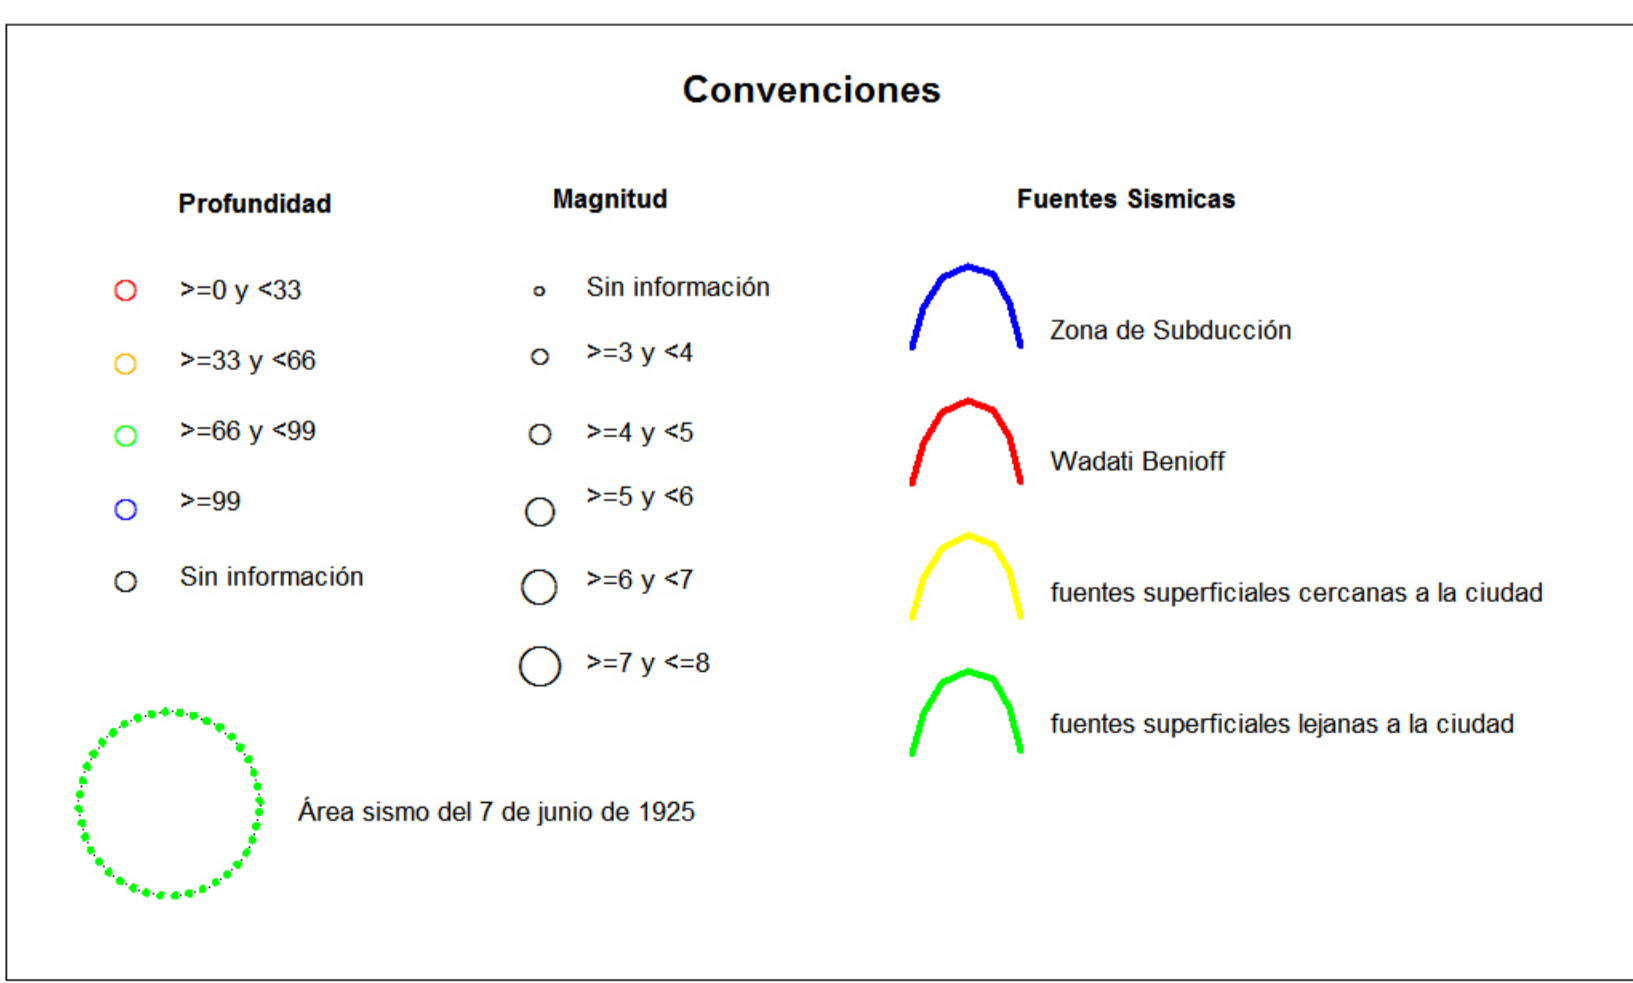 Convenciones
Profundidad
>=0 y <33
>=33 y <66
>=66 y <99
>=99
Sin información
Magnitud
Sin información
>=3 y <4
>=4 y <5
>=5 y <6
>=6 y <7
>=7 y <=8
Fuentes Sismicas
Zona de Subducción
Wadati Benioff
fuentes superficiales cercanas a la ciudad
fuentes superficiales lejanas a la ciudad
Área sismo del 7 de junio de 1925